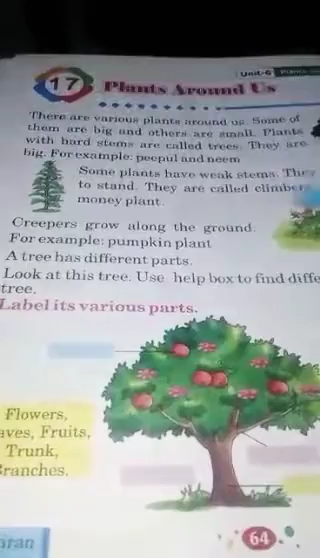 Unit-6
17 Plants Around Us
There are various plants around us. Some of
them are big and others are small. Plants
with hard stems are called trees. They are
big. For example: peepul and neem
Some plants have weak stems. They
to stand. They are called climber
money plant.
Creepers grow along the ground.
For example: pumpkin plant
A tree has different parts.
Look at this tree. Use help box to find diffe
tree.
Label its various parts.
Flowers,
aves, Fruits,
Trunk,
Branches.
iran
64